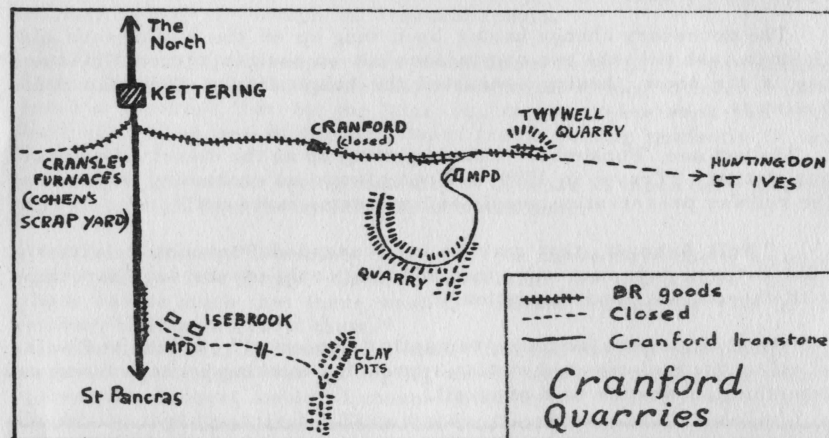 The
North
KETTERING
CRANFORD
(closed)
TWYWELL
QUARRY
CRANSLEY
FURNACES
(COHEN'S
SCRAP YARD)
MPD
HUNTINGDON
ST IVES
QUARRY
ISEBROOK
MPD
CLAY
PITS
St Pancras
BR goods
Closed
Cranford Ironstone
Cranford
Quarries